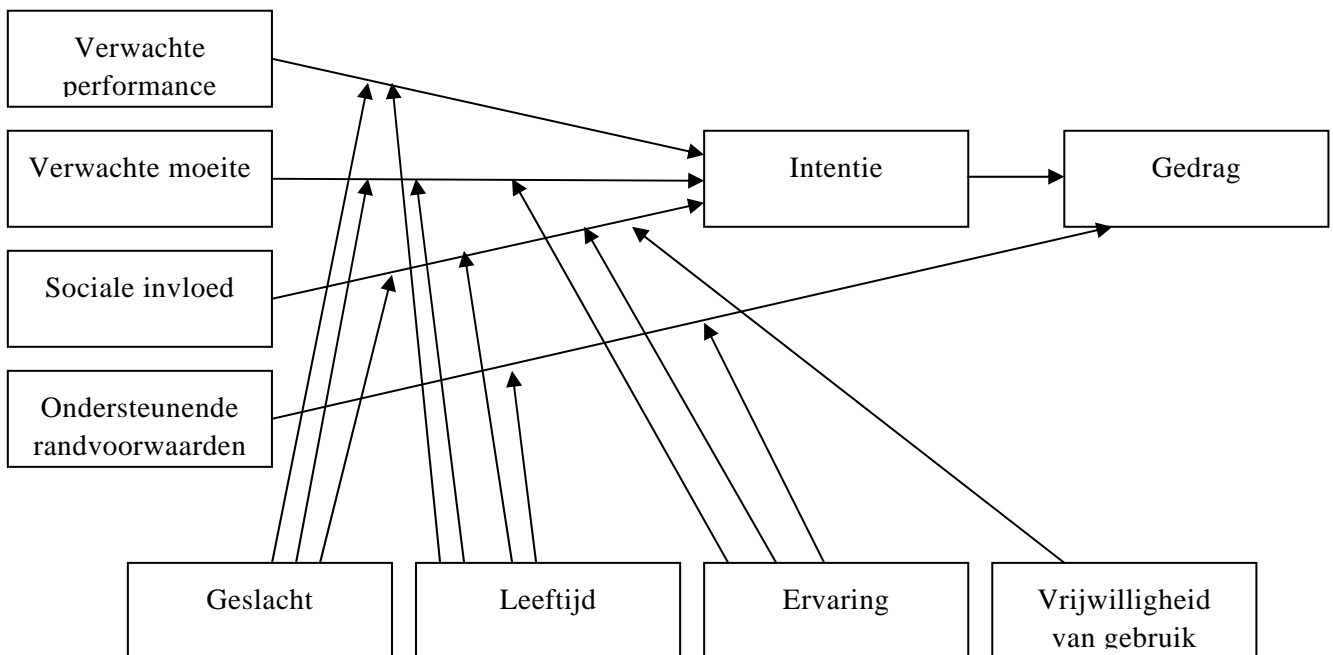 Verwachte
performance
Verwachte moeite
Intentie
Gedrag
Sociale invloed
Ondersteunende
randvoorwaarden
Geslacht
Leeftijd
Ervaring
Vrijwilligheid
van gebruik